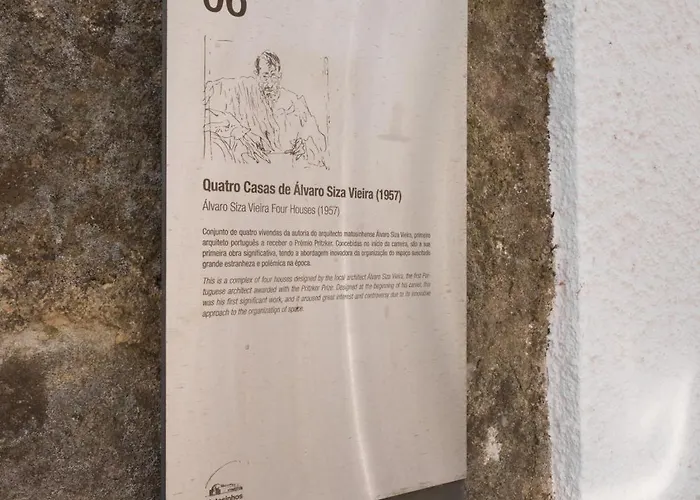 06
Quatro Casas de Álvaro Siza Vieira (1957)
Álvaro Siza Vieira Four Houses (1957)
Conjunto de quatro vivendas da autoria do arquitecto matosinhense Álvaro Siza Vieira, primeiro
arquiteto português a receber o Prémio Pritzker. Concebidas no início da carreira, são a sua
primeira obra significativa, tendo a abordagem inovadora da organização do espaço suscitado
grande estranheza e polémica na época.
This is a complex of four houses designed by the local architect Álvaro Siza Vieira, the first Por-
tuguese architect awarded with the Pritzker Prize. Designed at the beginning of his career, this
was his first significant work, and it aroused great interest and controversy, due to its innovative
approach to the organization of space.